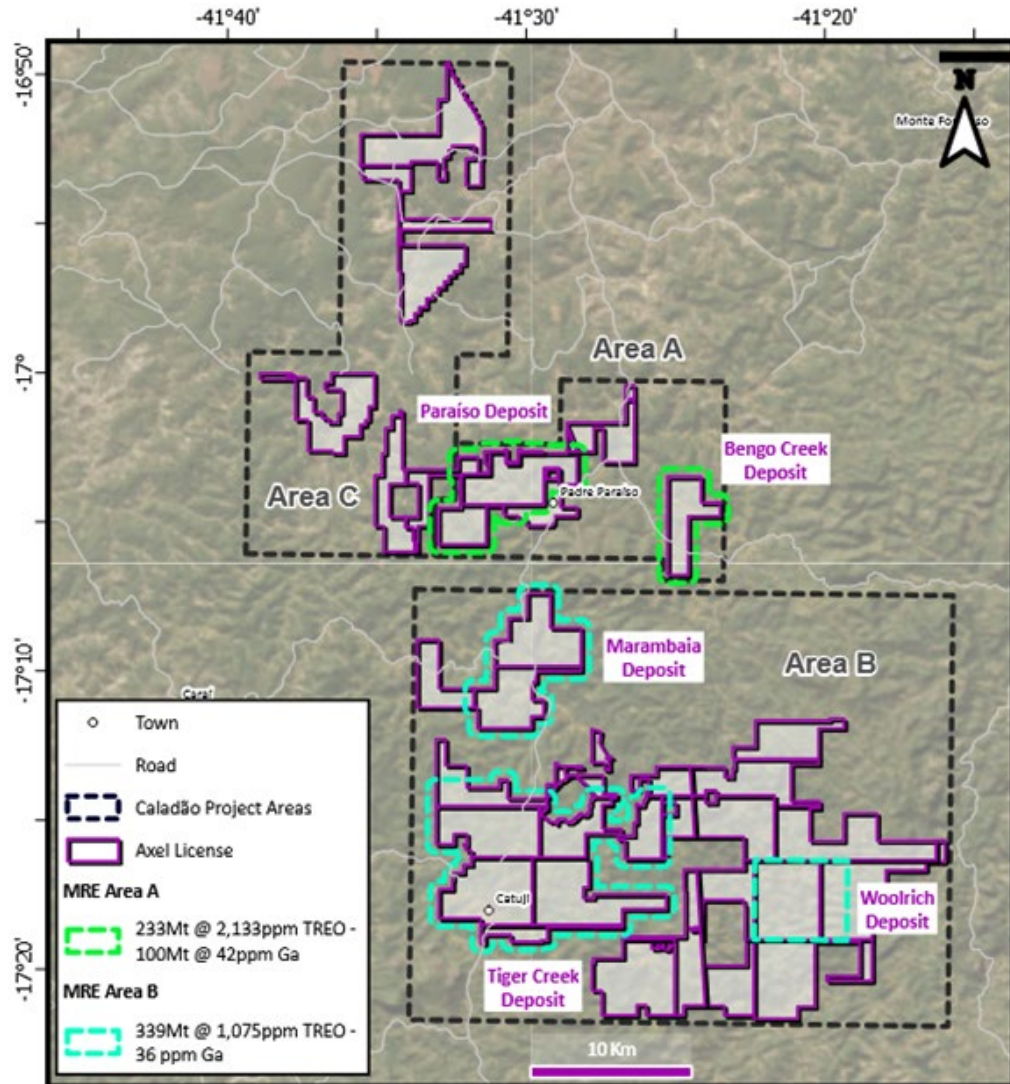 -41°40'
-41°30'
-41°20'
-16°50'
N
-17°
Area A
Paraíso Deposit
Bengo Creek
Deposit
Area C
Padre Paraíso
Marambaia
Deposit
Area B
-17°10'
Town
Road
Caladão Project Areas
Axel License
MRE Area A
233Mt @ 2,133ppm TREO -
100Mt @ 42ppm Ga
MRE Area B
339Mt @ 1,075ppm TREO -
36 ppm Ga
Catuji
Woolrich
Deposit
-17°20'
Tiger Creek
Deposit
10 Km